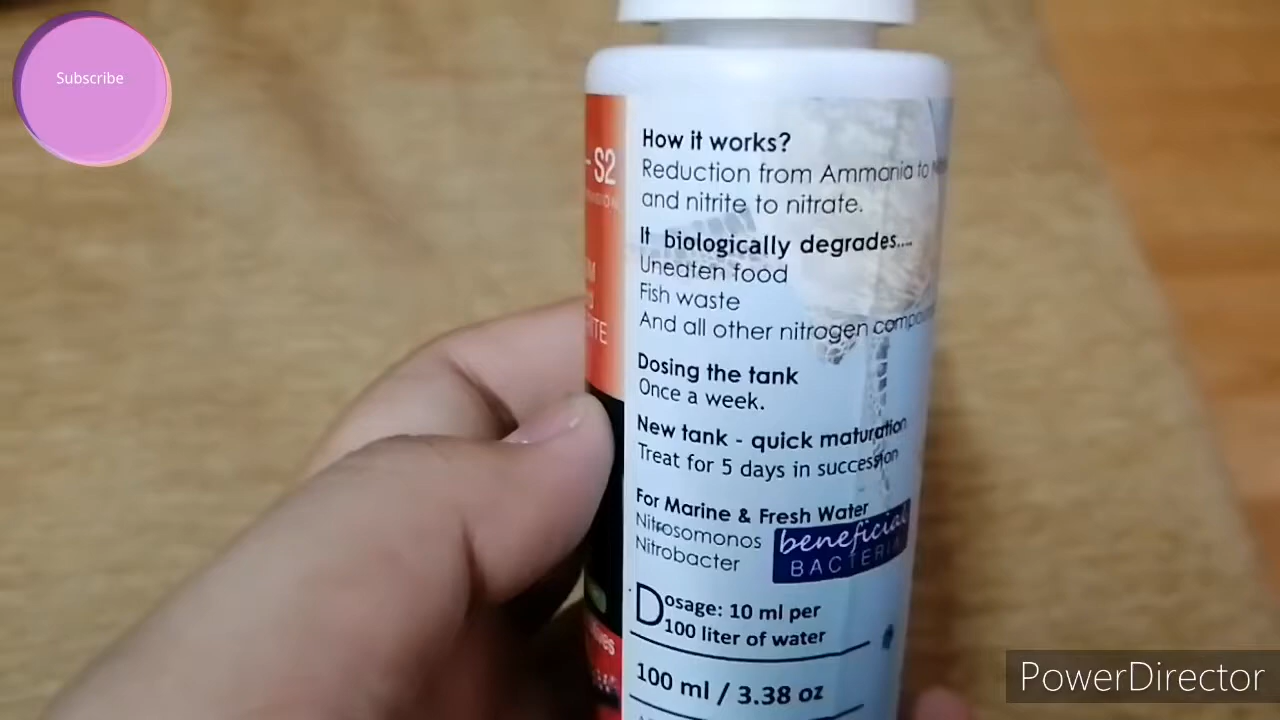 Subscribe
-S2
How it works?
Reduction from Ammania to
and nitrite to nitrate.
It biologically degrades....
Uneaten food
Fish waste
And all other nitrogen
Dosing the tank
Once a week.
New tank - quick maturation
Treat for 5 days in succession
For Marine & Fresh Water
Nitrosomonos
Nitrobacter
beneficial
BACTERIA
Dosage: 10 ml per
100 liter of water
100 ml / 3.38 oz
PowerDirector